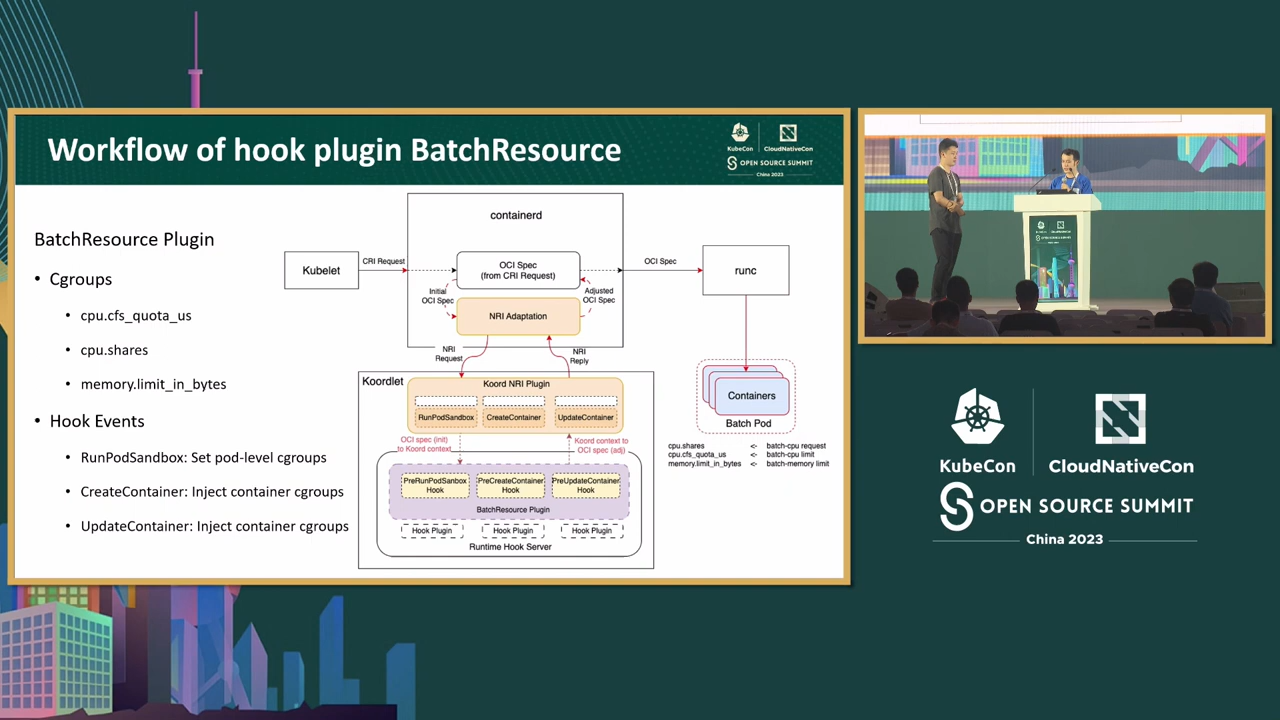 Workflow of hook plugin BatchResource
KubeCon
CloudNativeCon
OPEN SOURCE SUMMIT
China 2023
BatchResource Plugin
• Cgroups
• cpu.cfs_quota_us
• cpu.shares
• memory.limit_in_bytes
• Hook Events
• RunPodSandbox: Set pod-level cgroups
• CreateContainer: Inject container cgroups
• UpdateContainer: Inject container cgroups
containerd
Kubelet
CRI Request
OCI Spec
(from CRI Request)
OCI Spec
runc
Initial
OCI Spec
Adjusted
OCI Spec
NRI Adaptation
NRI
Request
NRI
Reply
Koordlet
Koord NRI Plugin
RunPodSandbox
CreateContainer
UpdateContainer
OCI spec (init)
to Koord context
Koord context to
OCI spec (adj)
PreRunPodSanbox
Hook
PreCreateContainer
Hook
PreUpdateContainer
Hook
BatchResource Plugin
Hook Plugin
Hook Plugin
Hook Plugin
Runtime Hook Server
Containers
Batch Pod
cpu.shares <- batch-cpu request
cpu.cfs_quota_us <- batch-cpu limit
memory.limit_in_bytes <- batch-memory limit
KubeCon
CloudNativeCon
OPEN SOURCE SUMMIT
China 2023